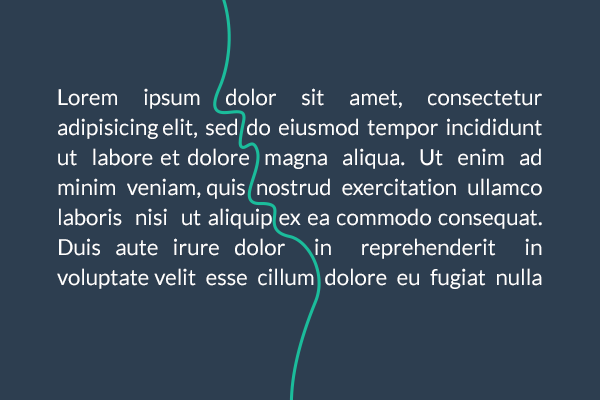 Lorem ipsum dolor sit amet, consectetur
adipisicing elit, sed do eiusmod tempor incididunt
ut labore et dolore magna aliqua. Ut enim ad
minim veniam, quis nostrud exercitation ullamco
laboris nisi ut aliquip ex ea commodo consequat.
Duis aute irure dolor in reprehenderit in
voluptate velit esse cillum dolore eu fugiat nulla